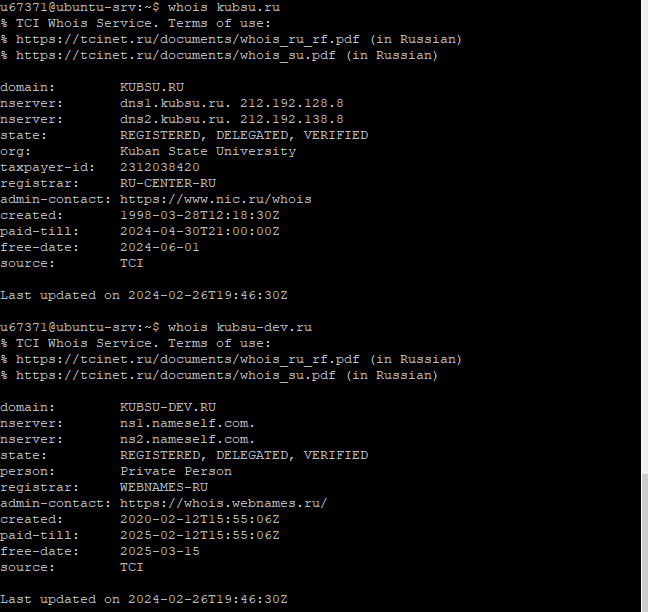 u67371@ubuntu-srv:~$ whois kubsu.ru
% TCI Whois Service. Terms of use:
% https://tcinet.ru/documents/whois_ru_rf.pdf (in Russian)
% https://tcinet.ru/documents/whois_su.pdf (in Russian)
domain: KUBSU.RU
nserver: dns1.kubsu.ru. 212.192.128.8
nserver: dns2.kubsu.ru. 212.192.138.8
state: REGISTERED, DELEGATED, VERIFIED
org: Kuban State University
taxpayer-id: 2312038420
registrar: RU-CENTER-RU
admin-contact: https://www.nic.ru/whois
created: 1998-03-28T12:18:30Z
paid-till: 2024-04-30T21:00:00Z
free-date: 2024-06-01
source: TCI
Last updated on 2024-02-26T19:46:30Z
u67371@ubuntu-srv:~$ whois kubsu-dev.ru
% TCI Whois Service. Terms of use:
% https://tcinet.ru/documents/whois_ru_rf.pdf (in Russian)
% https://tcinet.ru/documents/whois_su.pdf (in Russian)
domain: KUBSU-DEV.RU
nserver: ns1.nameself.com.
nserver: ns2.nameself.com.
state: REGISTERED, DELEGATED, VERIFIED
person: Private Person
registrar: WEBNAMES-RU
admin-contact: https://whois.webnames.ru/
created: 2020-02-12T15:55:06Z
paid-till: 2025-02-12T15:55:06Z
free-date: 2025-03-15
source: TCI
Last updated on 2024-02-26T19:46:30Z